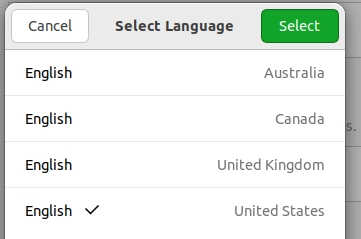 Cancel Select Language Select
English Australia
English Canada
s.
English United Kingdom
English United States